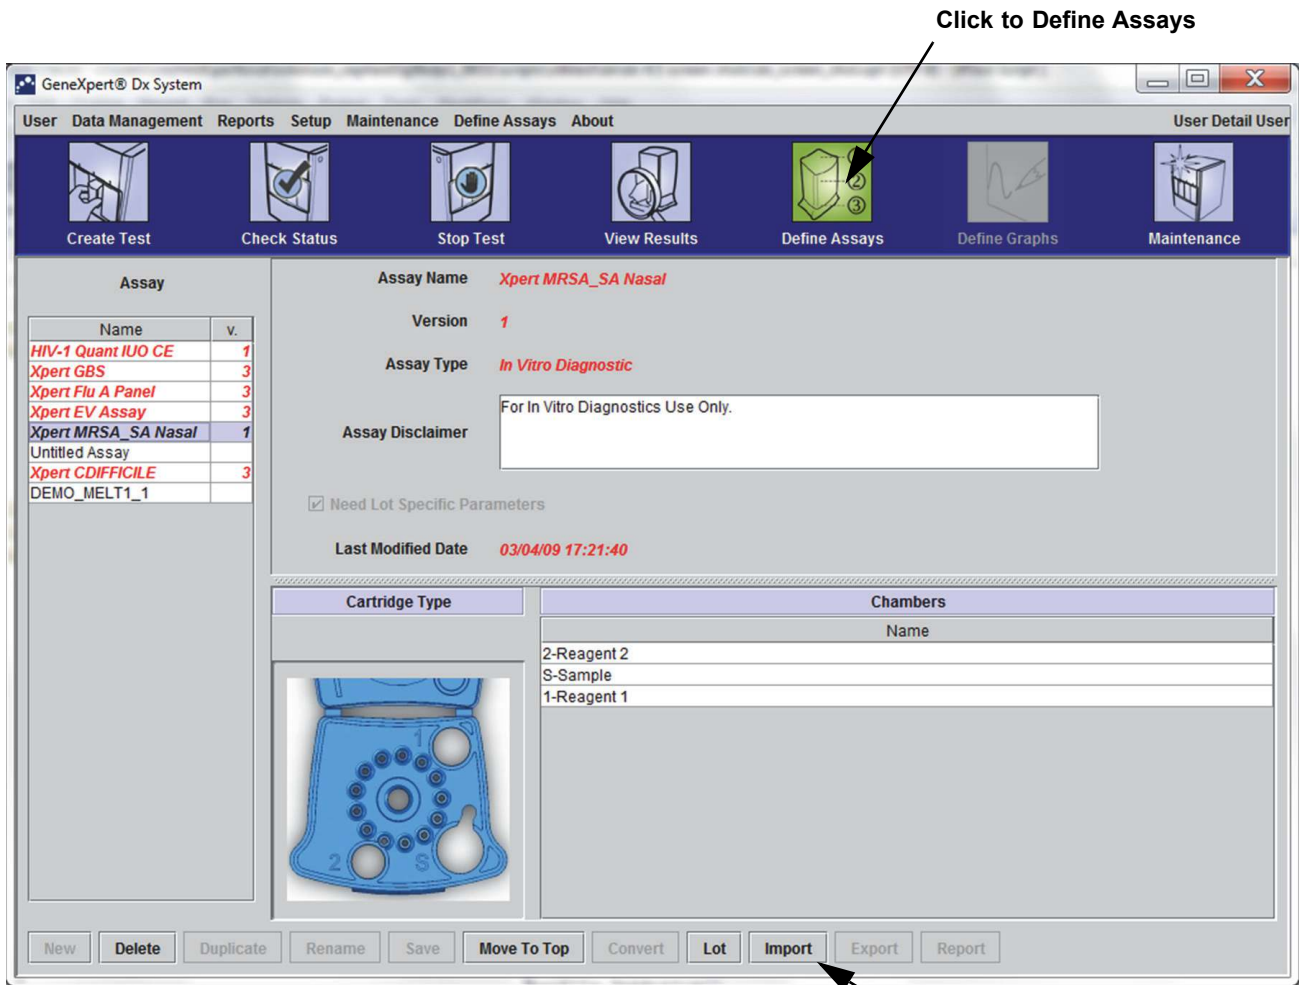 Click to Define Assays
GeneXpert® Dx System
User Data Management Reports Setup Maintenance Define Assays About User Detail User
1
2
3
Create Test Check Status Stop Test View Results Define Assays Define Graphs Maintenance
Assay
Name v.
HIV-1 Quant IUO CE 1
Xpert GBS 3
Xpert Flu A Panel 3
Xpert EV Assay 3
Xpert MRSA_SA Nasal 1
Untitled Assay
Xpert CDIFFICILE 3
DEMO_MELT1_1
Assay Name Xpert MRSA_SA Nasal
Version 1
Assay Type In Vitro Diagnostic
Assay Disclaimer For In Vitro Diagnostics Use Only.
Need Lot Specific Parameters
Last Modified Date 03/04/09 17:21:40
Cartridge Type
1
2 S
Chambers
Name
2-Reagent 2
S-Sample
1-Reagent 1
New Delete Duplicate Rename Save Move To Top Convert Lot Import Export Report